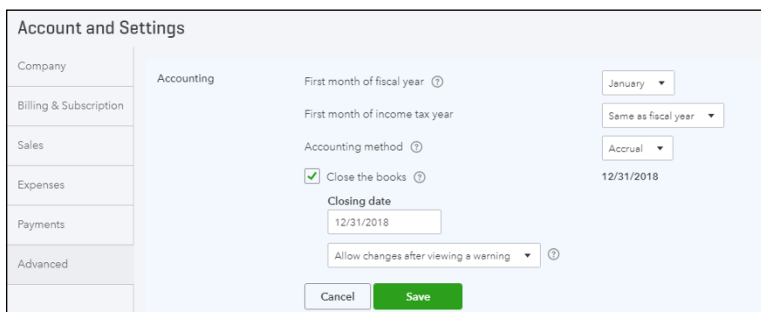 Account and Settings
Company
Billing & Subscription
Sales
Expenses
Payments
Advanced
Accounting
First month of fiscal year ? January
First month of income tax year Same as fiscal year
Accounting method ? Accrual
Close the books ? 12/31/2018
Closing date
12/31/2018
Allow changes after viewing a warning ?
Cancel Save